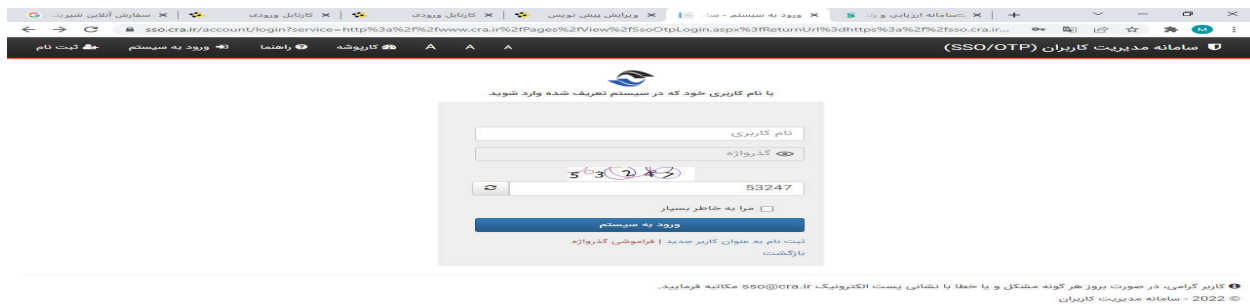 سفارش آنلاین شیرینی
کارتابل ورودی
کارتابل ورودی
ویرایش پیش نویس
ورود به سیستم - سا
سامانه ارزیابی و ر
sso.cra.ir/account/login?service=http%3a%2f%2fwww.cra.ir%2fPages%2fView%2fSsoOtpLogin.aspx%3fReturnUrl%3dhttps%3a%2f%2fsso.cra.ir...
M
سامانه مدیریت کاربران (SSO/OTP)
A A A کارپوشه راهنما ورود به سیستم ثبت نام
با نام کاربری خود که در سیستم تعریف شده وارد شوید
نام کاربری
گذرواژه
53247
مرا به خاطر بسپار
ورود به سیستم
ثبت نام به عنوان کاربر جدید | فراموشی گذرواژه
بازگشت
کاربر گرامی، در صورت بروز هر گونه مشکل و یا خطا با نشانی پست الکترونیک sso@cra.ir مکاتبه فرمایید.
© 2022 - سامانه مدیریت کاربران